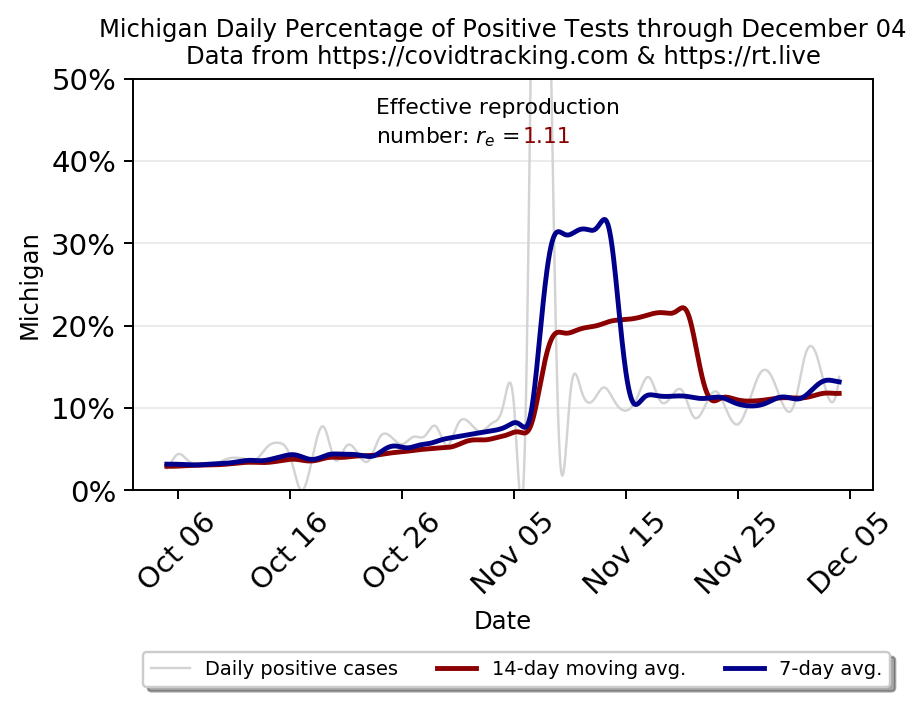 Michigan Daily Percentage of Positive Tests through December 04
Data from https://covidtracking.com & https://rt.live
50%
40%
30%
20%
10%
0%
Michigan
Effective reproduction
number: rₑ =1.11
Oct 06
Oct 16
Oct 26
Nov 05
Nov 15
Nov 25
Dec 05
Date
Daily positive cases
14-day moving avg.
7-day avg.